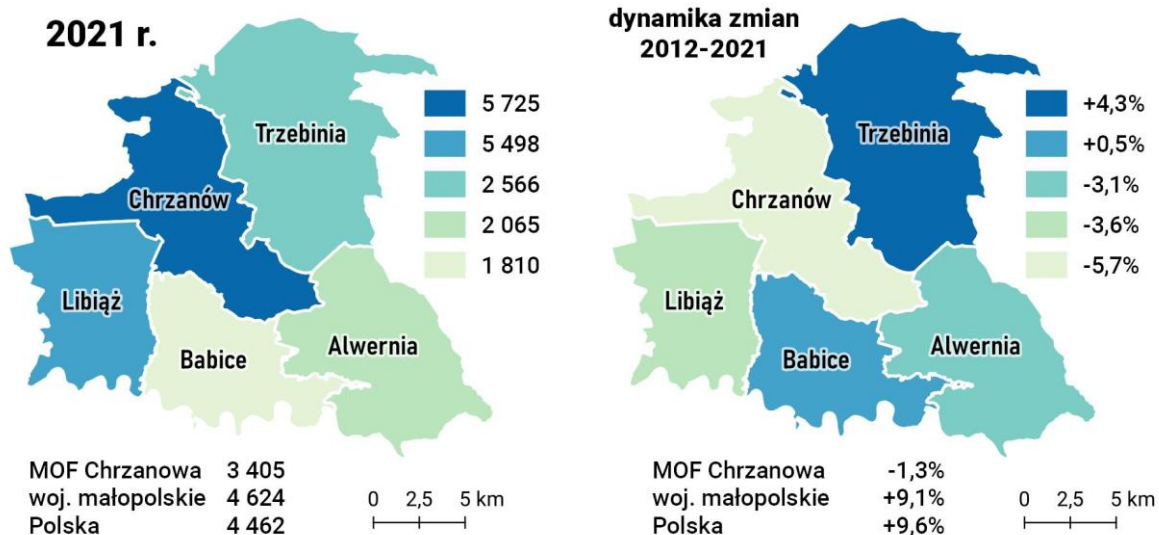 2021 r.
5 725
5 498
2 566
2 065
1 810
Trzebinia
Chrzanów
Libiąż
Babice
Alwernia
MOF Chrzanowa 3 405
woj. małopolskie 4 624
Polska 4 462
0 2,5 5 km
dynamika zmian
2012-2021
+4,3%
+0,5%
-3,1%
-3,6%
-5,7%
Trzebinia
Chrzanów
Libiąż
Babice
Alwernia
MOF Chrzanowa -1,3%
woj. małopolskie +9,1%
Polska +9,6%
0 2,5 5 km